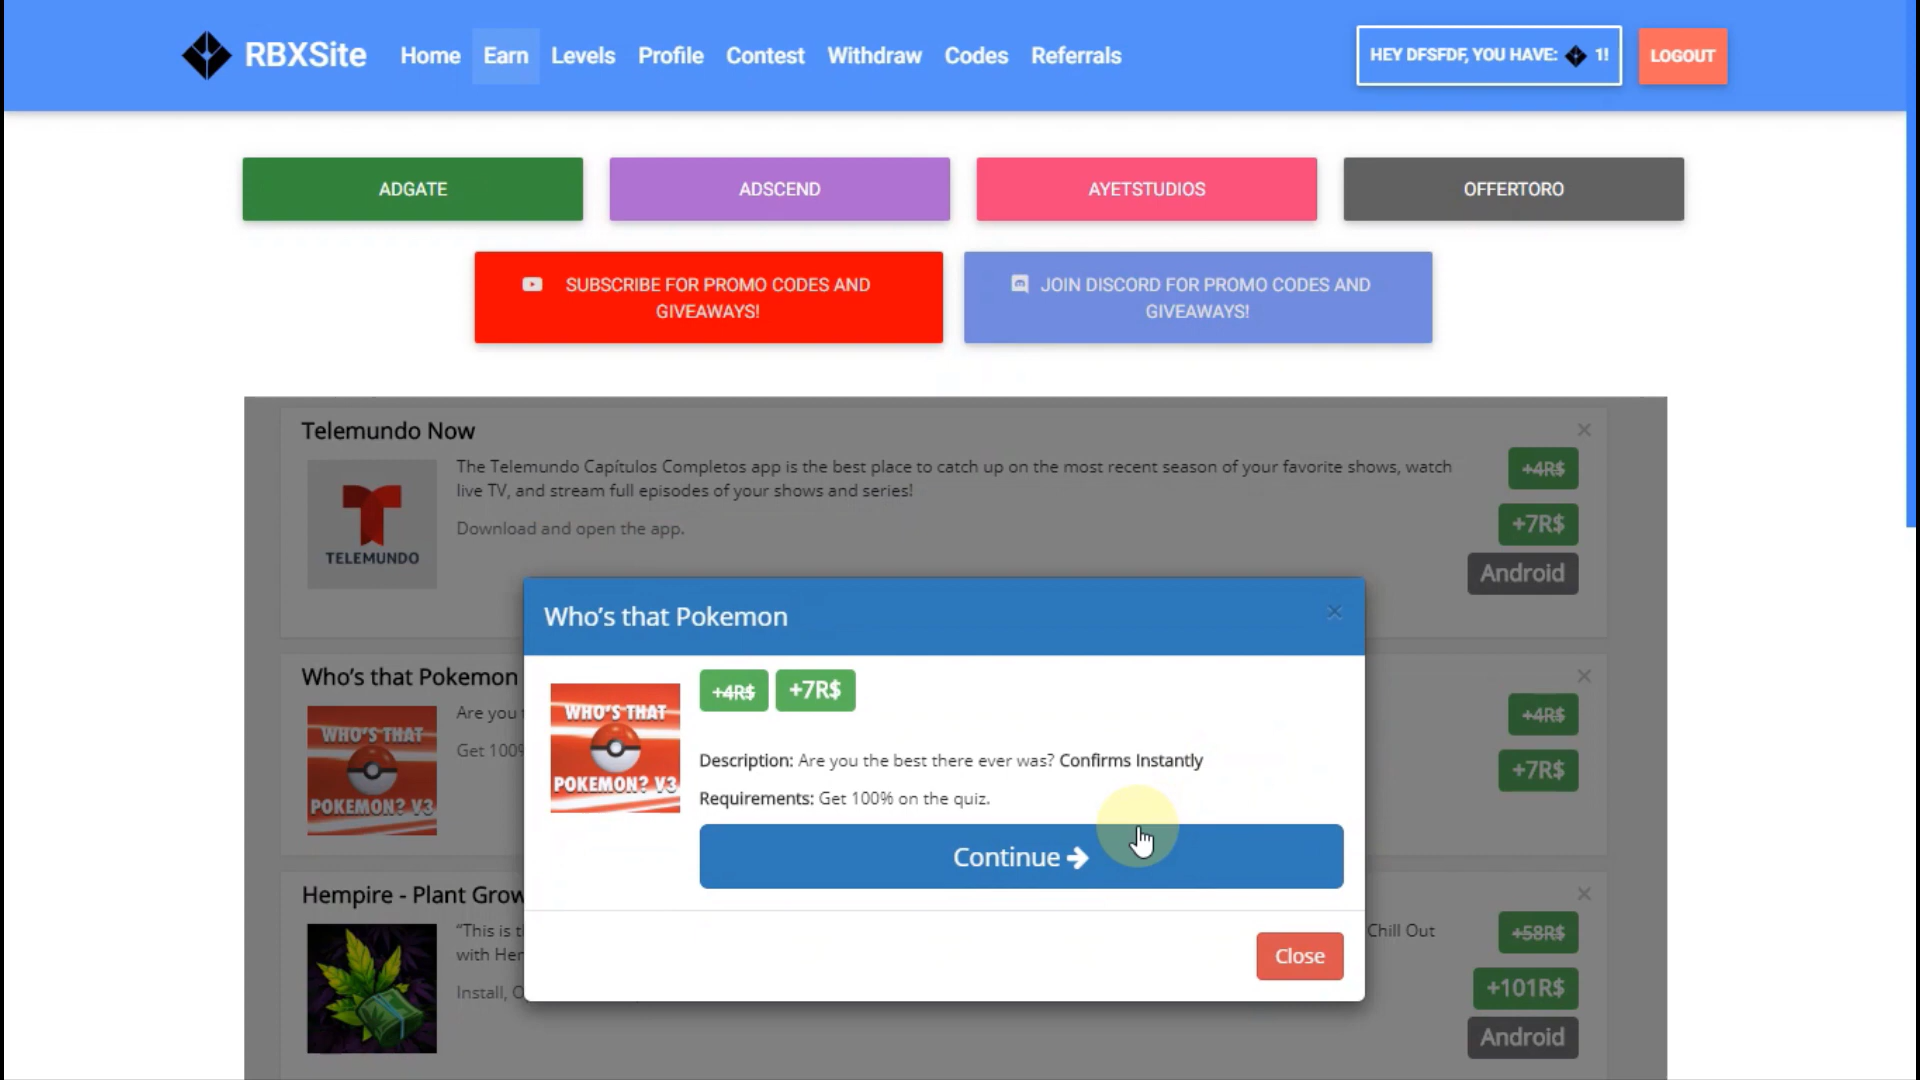 RBXSite
Home
Earn
Levels
Profile
Contest
Withdraw
Codes
Referrals
HEY DFSFDF, YOU HAVE: 1!
LOGOUT
ADGATE
ADSCEND
AYETSTUDIOS
OFFERTORO
SUBSCRIBE FOR PROMO CODES AND
GIVEAWAYS!
JOIN DISCORD FOR PROMO CODES AND
GIVEAWAYS!
Telemundo Now
The Telemundo Capítulos Completos app is the best place to catch up on the most recent season of your favorite shows, watch
live TV, and stream full episodes of your shows and series!
Download and open the app.
TELEMUNDO
+4R$
+7R$
Android
Who's that Pokemon
Are you
Get 100%
WHO'S THAT
POKEMON? V3
+4R$
+7R$
Who's that Pokemon
WHO'S THAT
POKEMON? V3
+4R$
+7R$
Description: Are you the best there ever was? Confirms Instantly
Requirements: Get 100% on the quiz.
Continue
Close
Hempire - Plant Grow
"This is
Chill Out
with
Install,
+58R$
+101R$
Android